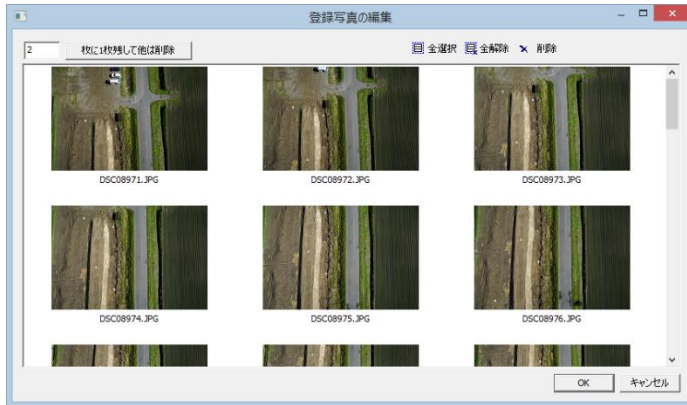 登録写真の編集
2 枚に1枚残して他は削除 全選択 全解除 削除
DSC08971.JPG DSC08972.JPG DSC08973.JPG
DSC08974.JPG DSC08975.JPG DSC08976.JPG
OK キャンセル